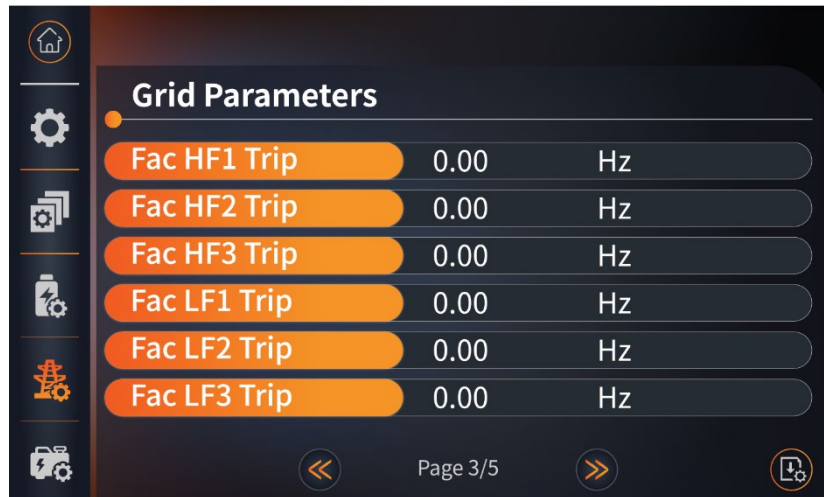 Grid Parameters
Fac HF1 Trip 0.00 Hz
Fac HF2 Trip 0.00 Hz
Fac HF3 Trip 0.00 Hz
Fac LF1 Trip 0.00 Hz
Fac LF2 Trip 0.00 Hz
Fac LF3 Trip 0.00 Hz
Page 3/5